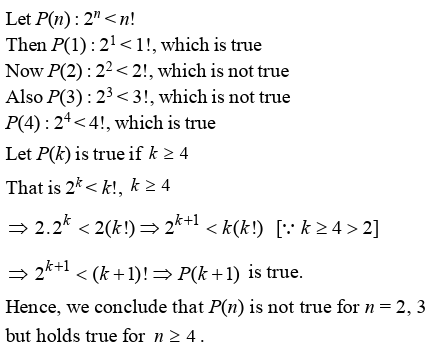 Let P(n) : 2ⁿ < n!
Then P(1) : 2¹ < 1!, which is true
Now P(2) : 2² < 2!, which is not true
Also P(3) : 2³ < 3!, which is not true
P(4) : 2⁴ < 4!, which is true
Let P(k) is true if k ≥ 4
That is 2ᵏ < k!, k ≥ 4
⇒ 2.2ᵏ < 2(k!) ⇒ 2ᵏ⁺¹ < k(k!) [∵ k ≥ 4 > 2]
⇒ 2ᵏ⁺¹ < (k+1)! ⇒ P(k+1) is true.
Hence, we conclude that P(n) is not true for n = 2, 3
but holds true for n ≥ 4 .